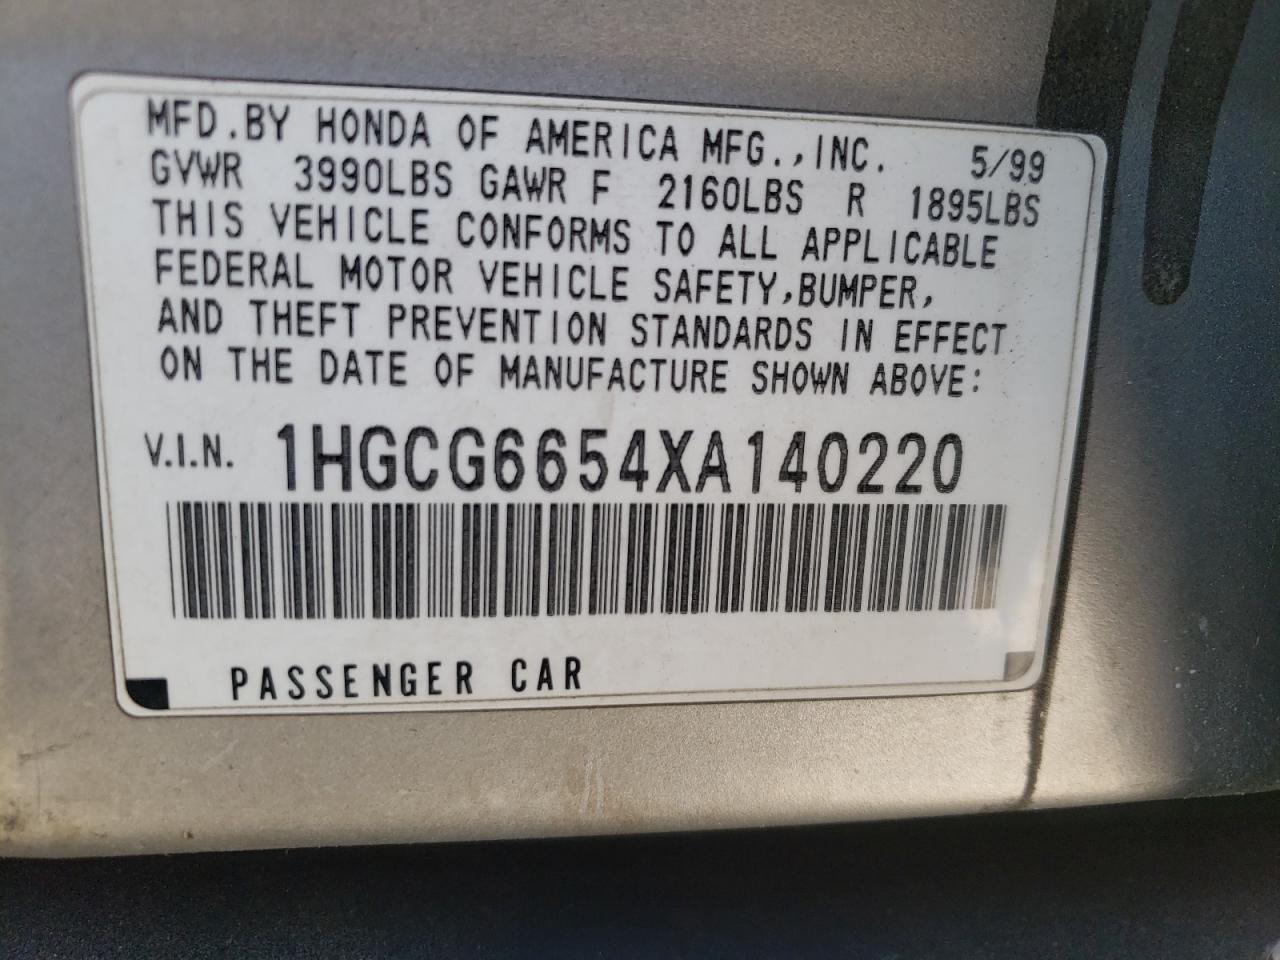 MFD.BY HONDA OF AMERICA MFG.,INC. 5/99
GVWR 3990LBS GAWR F 2160LBS R 1895LBS
THIS VEHICLE CONFORMS TO ALL APPLICABLE
FEDERAL MOTOR VEHICLE SAFETY,BUMPER,
AND THEFT PREVENTION STANDARDS IN EFFECT
ON THE DATE OF MANUFACTURE SHOWN ABOVE:
V.I.N. 1HGCG6654XA140220
PASSENGER CAR